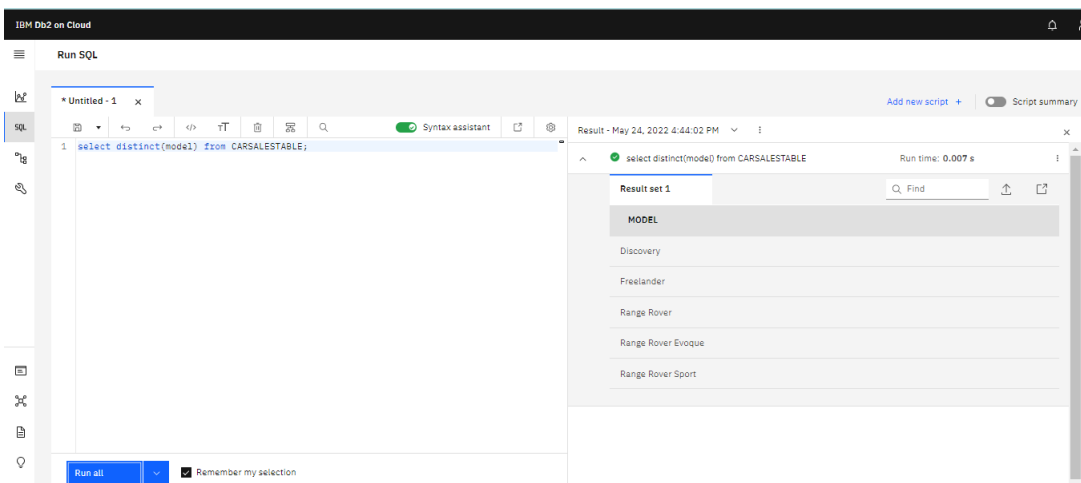 IBM Db2 on Cloud
Run SQL
* Untitled - 1 x
Add new script + Script summary
SQL
</> TT Syntax assistant
Result - May 24, 2022 4:44:02 PM
1 select distinct(model) from CARSALESTABLE;
select distinct(model) from CARSALESTABLE Run time: 0.007 s
Result set 1 Find
MODEL
Discovery
Freelander
Range Rover
Range Rover Evoque
Range Rover Sport
Run all Remember my selection